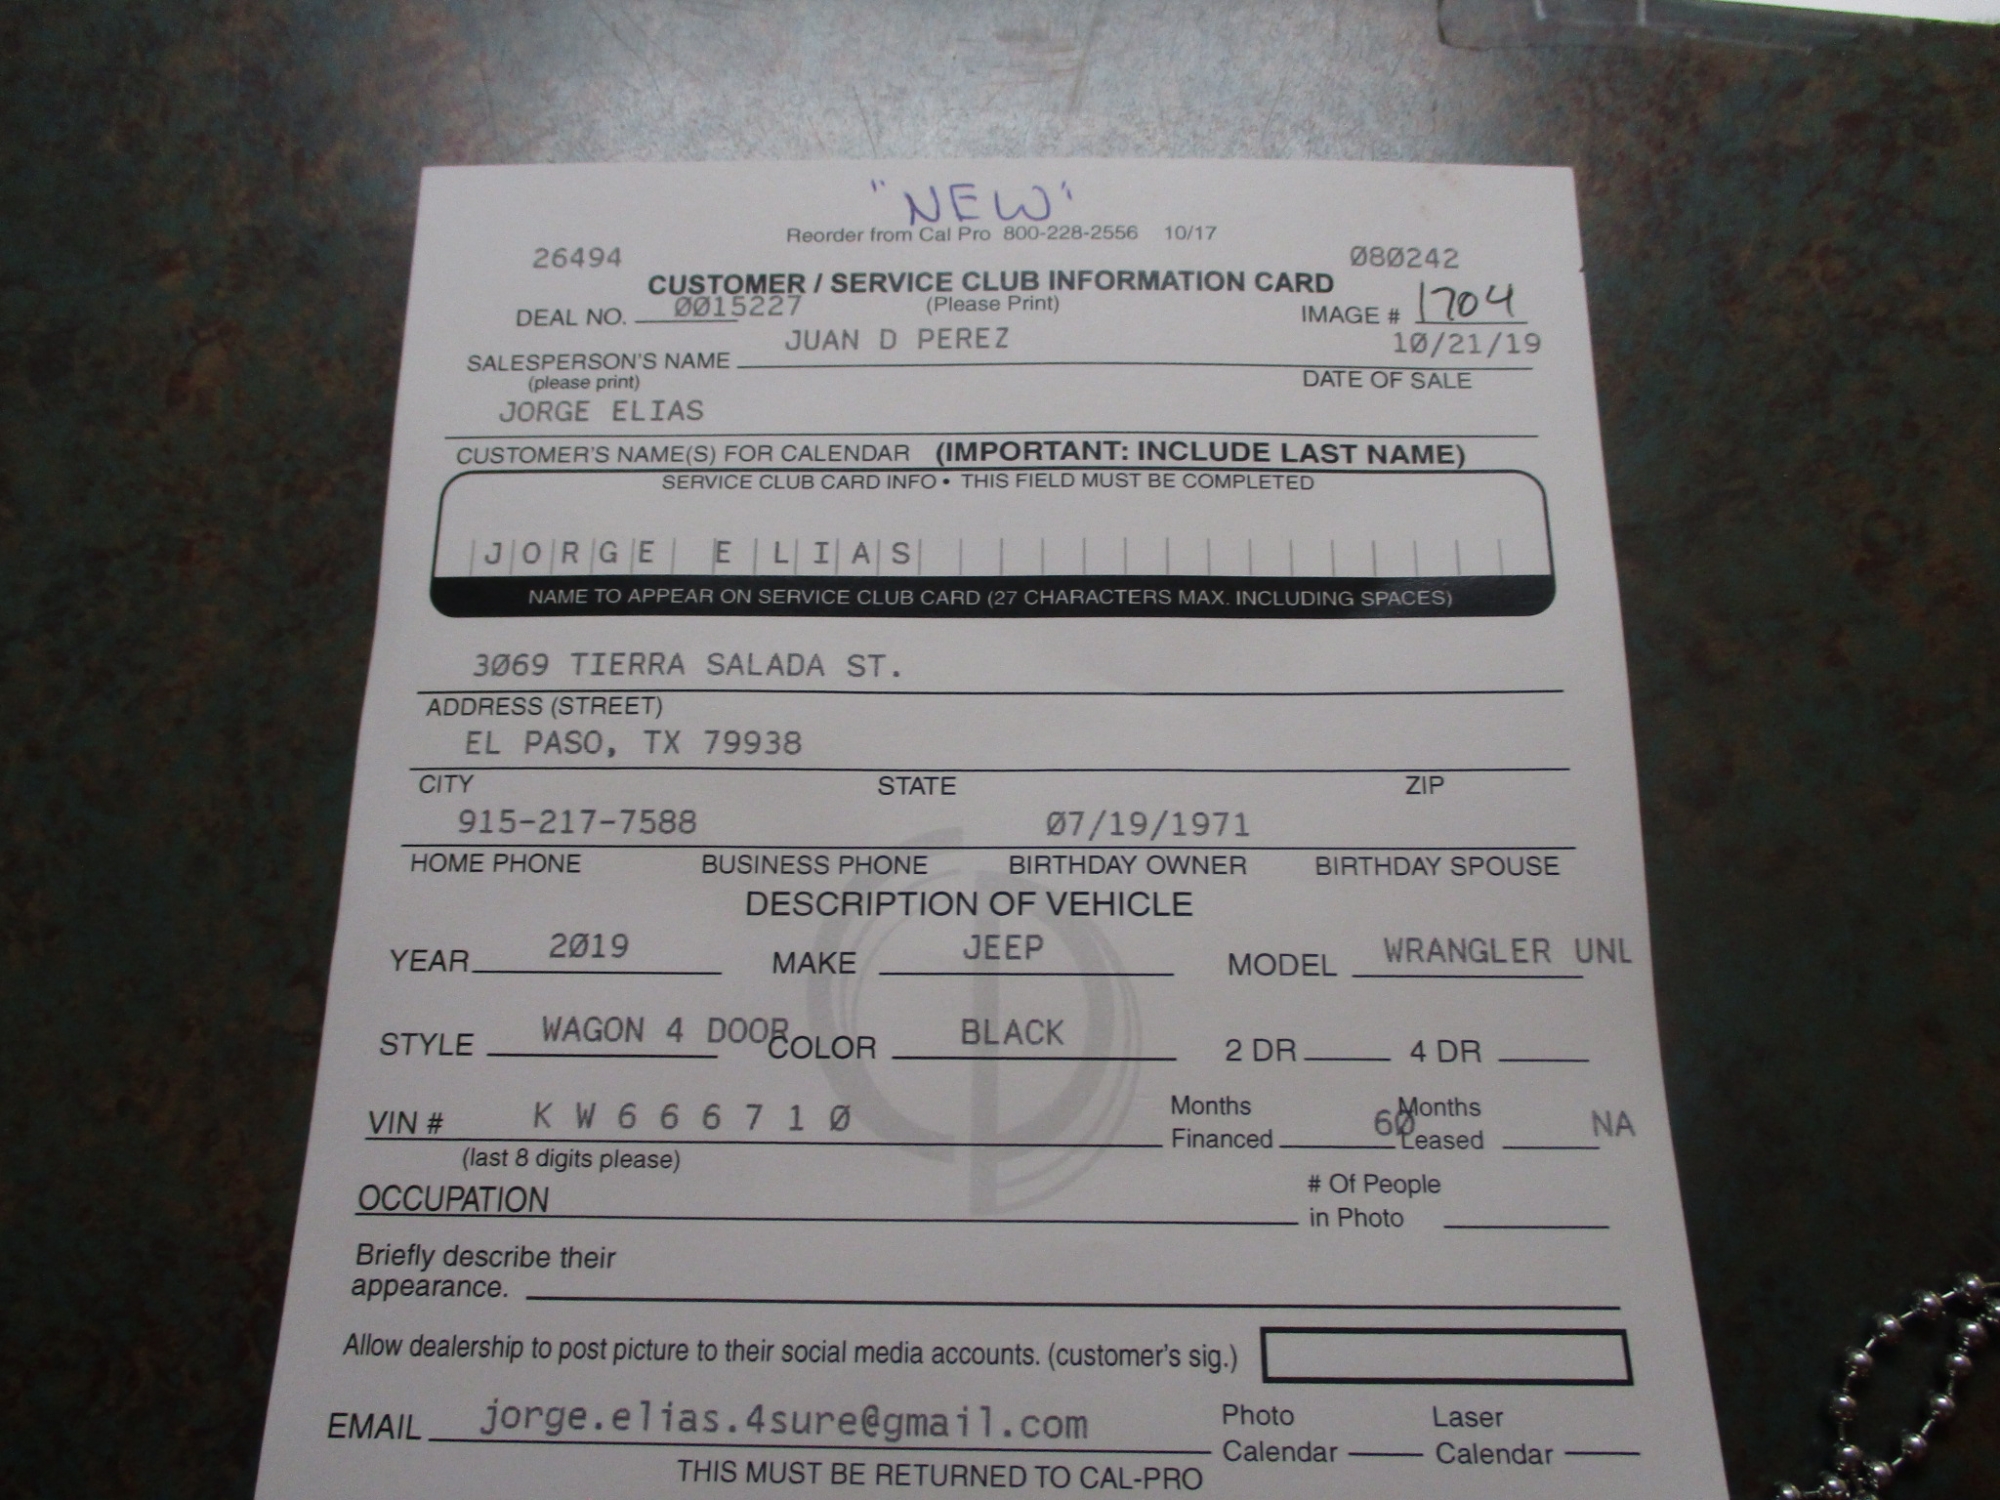 "NEW"
Reorder from Cal Pro 800-228-2556 10/17
26494 080242
CUSTOMER / SERVICE CLUB INFORMATION CARD
DEAL NO. 0015227 (Please Print) IMAGE # 1704
JUAN D PEREZ 10/21/19
SALESPERSON'S NAME DATE OF SALE
(please print)
JORGE ELIAS
CUSTOMER'S NAME(S) FOR CALENDAR (IMPORTANT: INCLUDE LAST NAME)
SERVICE CLUB CARD INFO • THIS FIELD MUST BE COMPLETED
JORGE ELIAS
NAME TO APPEAR ON SERVICE CLUB CARD (27 CHARACTERS MAX. INCLUDING SPACES)
3069 TIERRA SALADA ST.
ADDRESS (STREET)
EL PASO, TX 79938
CITY STATE ZIP
915-217-7588 07/19/1971
HOME PHONE BUSINESS PHONE BIRTHDAY OWNER BIRTHDAY SPOUSE
DESCRIPTION OF VEHICLE
YEAR 2019 MAKE JEEP MODEL WRANGLER UNL
STYLE WAGON 4 DOOR COLOR BLACK 2 DR 4 DR
VIN # K W 6 6 6 7 1 0 Months Financed 60 Months Leased NA
(last 8 digits please)
OCCUPATION # Of People in Photo
Briefly describe their
appearance.
Allow dealership to post picture to their social media accounts. (customer's sig.)
EMAIL jorge.elias.4sure@gmail.com Photo Calendar Laser Calendar
THIS MUST BE RETURNED TO CAL-PRO